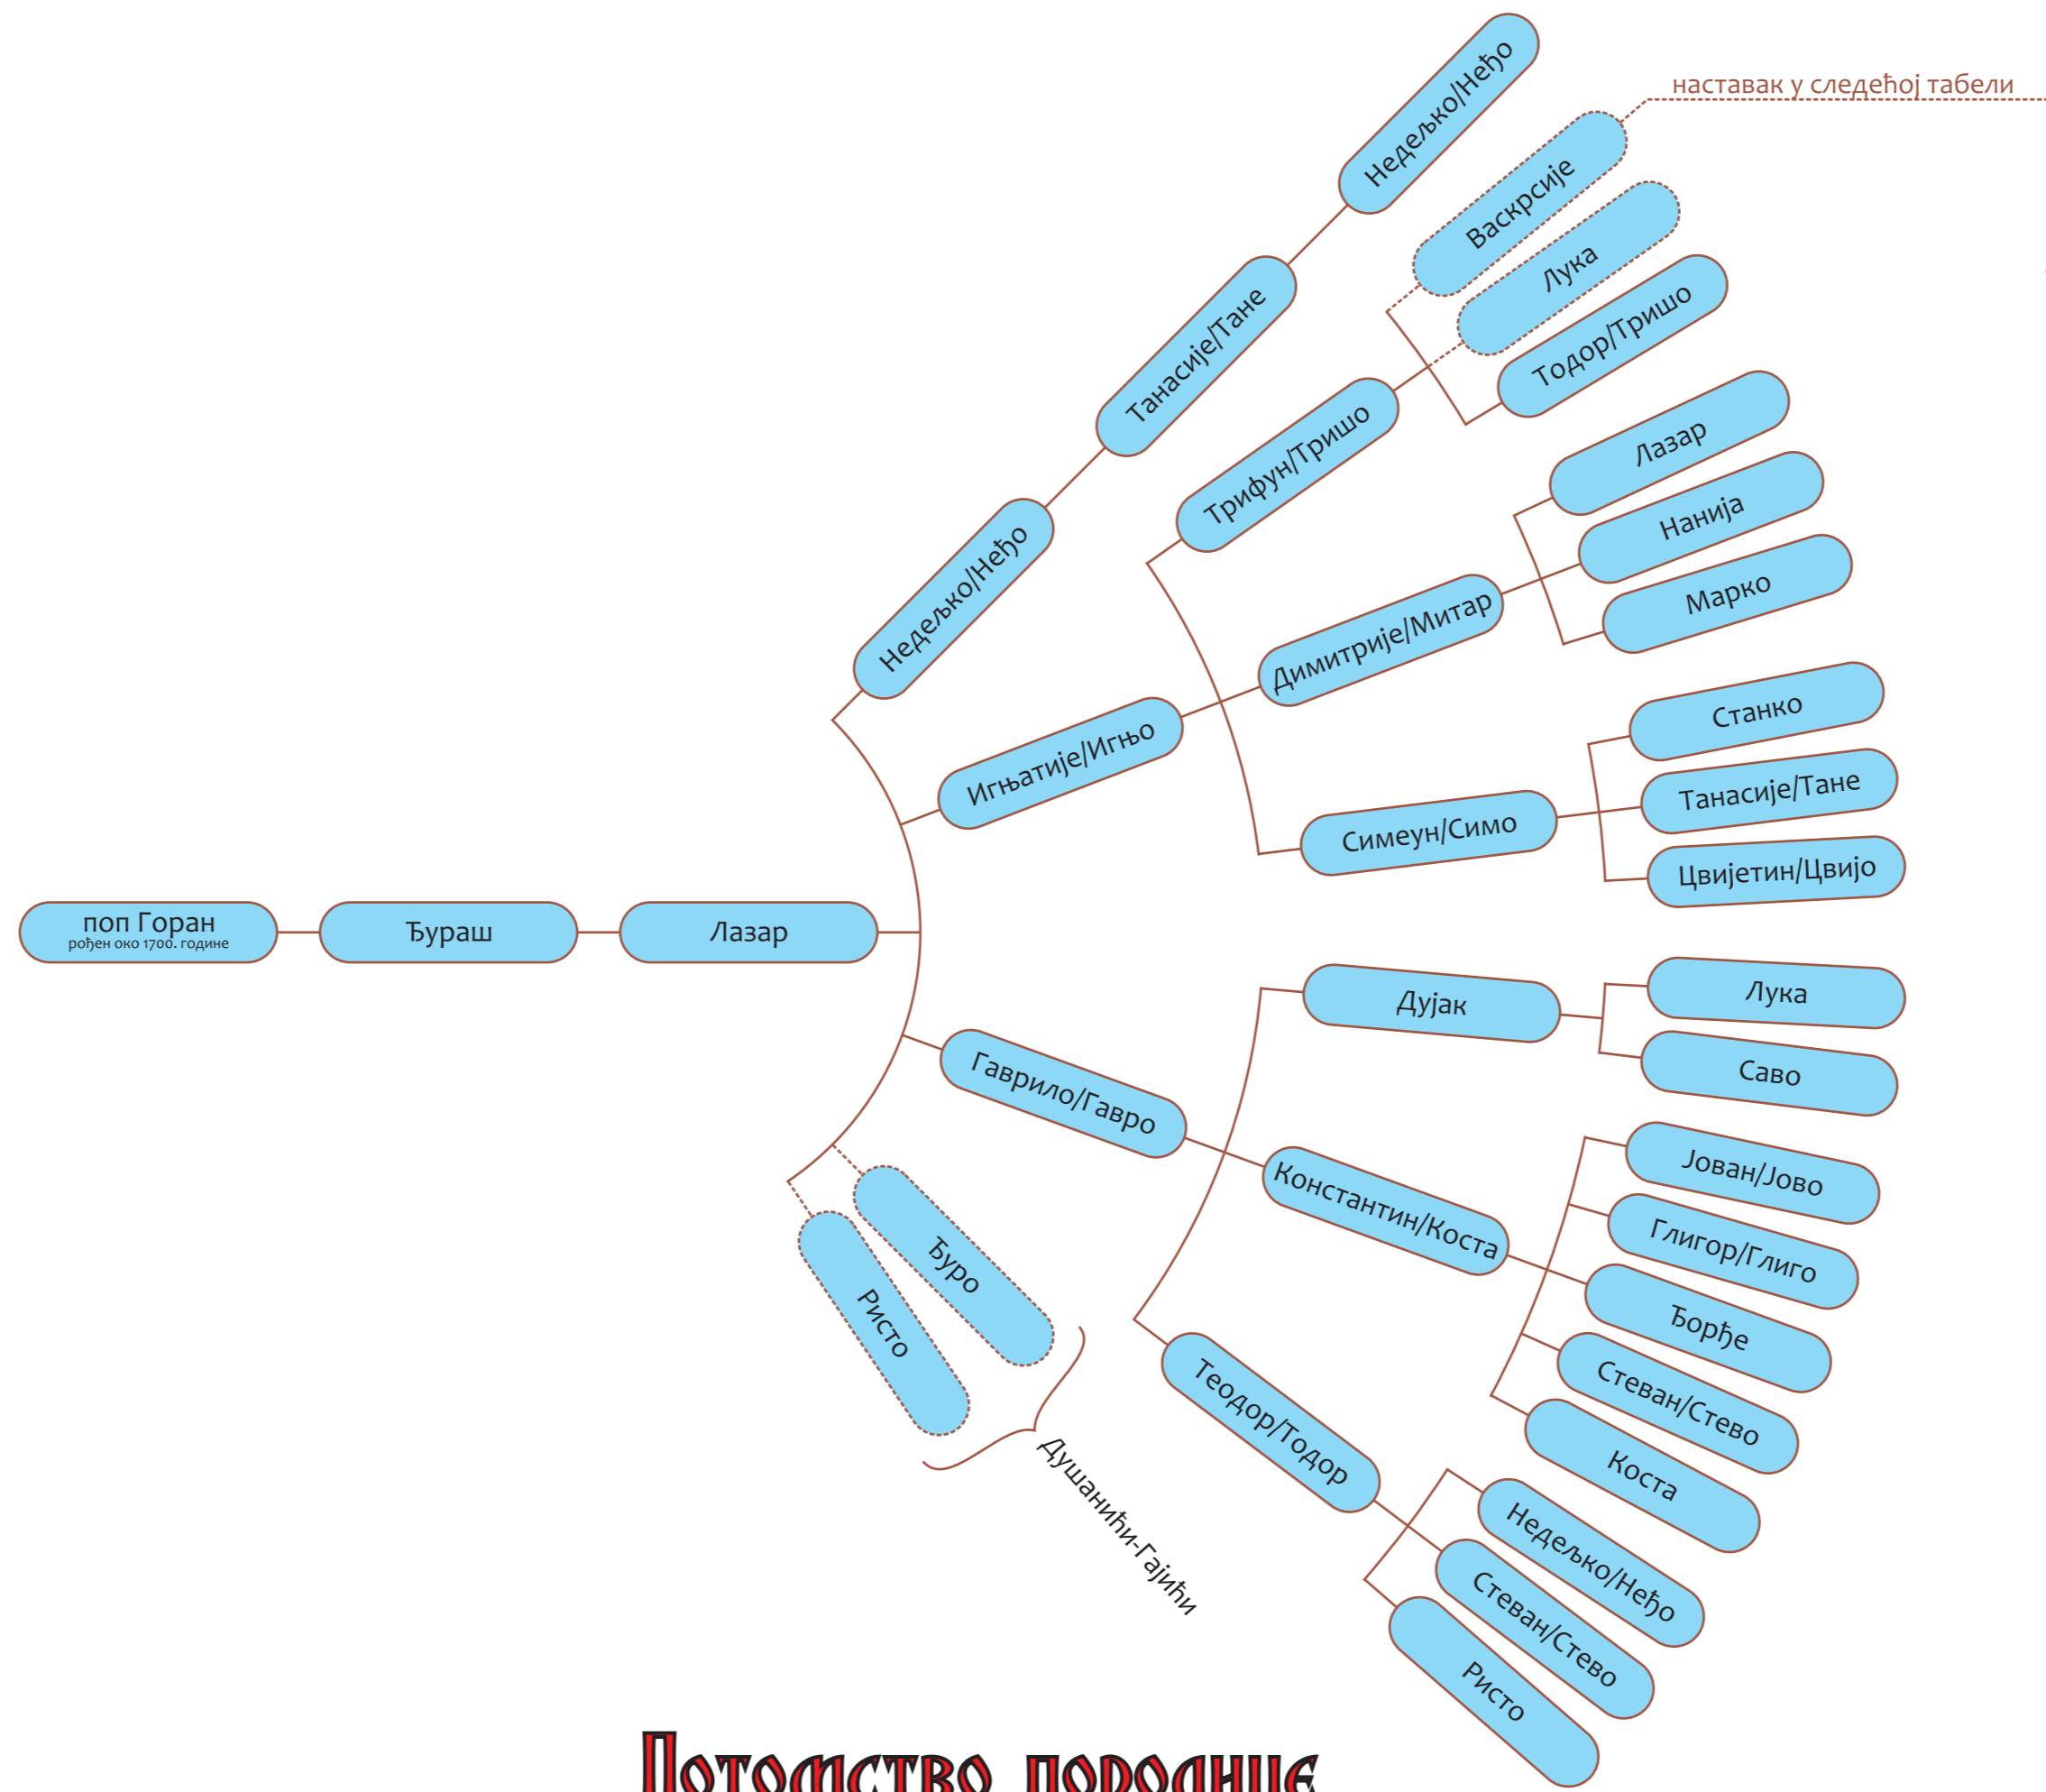 поп Горан
рођен око 1700. године
Ђураш
Лазар
Недељко/Неђо
Танасије/Тане
Недељко/Неђо
Игњатије/Игњо
Трифун/Тришо
Васкрсије
наставак у следећој табели
Лука
Тодор/Тришо
Димитрије/Митар
Лазар
Нанија
Марко
Симеун/Симо
Станко
Танасије/Тане
Цвијетин/Цвијо
Гаврило/Гавро
Дујак
Лука
Саво
Константин/Коста
Јован/Јово
Глигор/Глиго
Ђорђе
Стеван/Стево
Коста
Теодор/Тодор
Недељко/Неђо
Стеван/Стево
Ристо
Ђуро
Ристо
Душанићи-Гајићи
Потомство породице